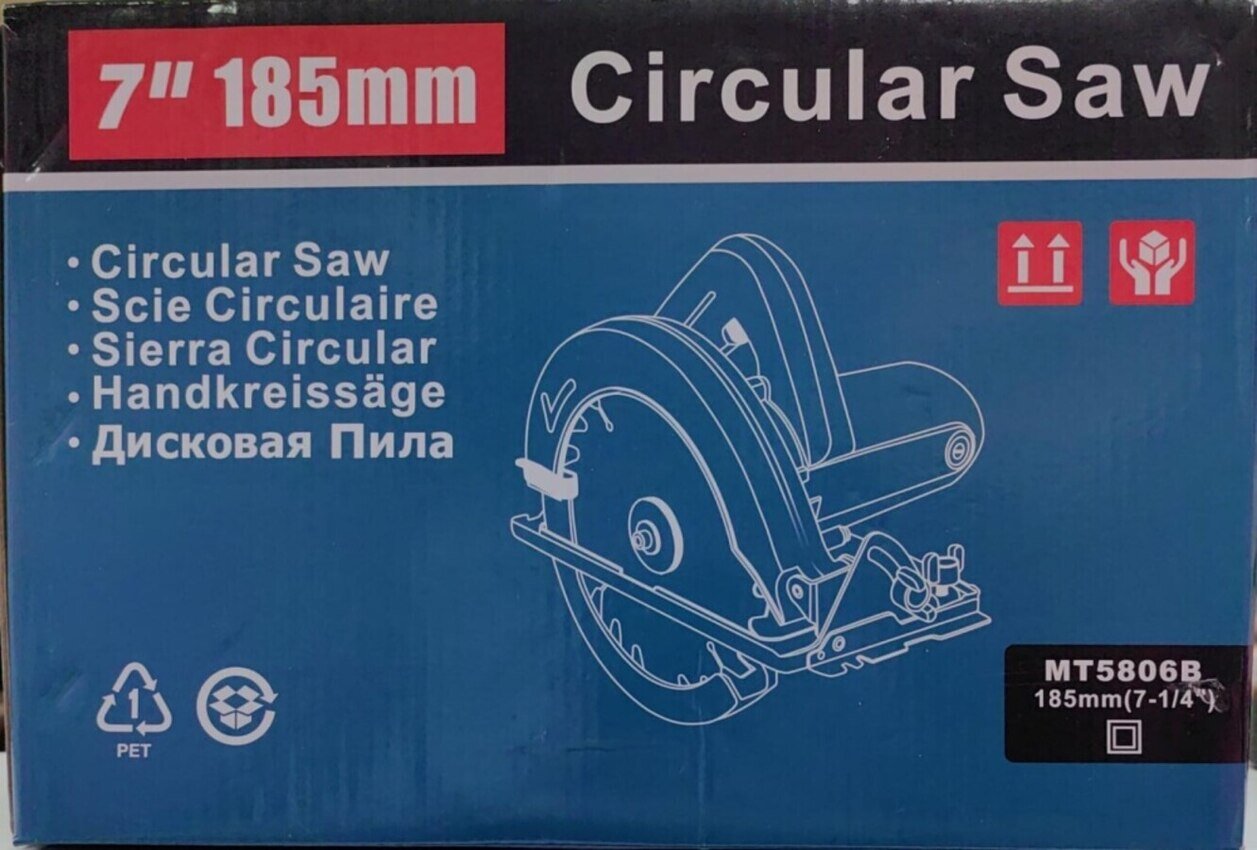 7" 185mm Circular Saw
• Circular Saw
• Scie Circulaire
• Sierra Circular
• Handkreissäge
• Дисковая Пила
1
PET
MT5806B
185mm(7-1/4")